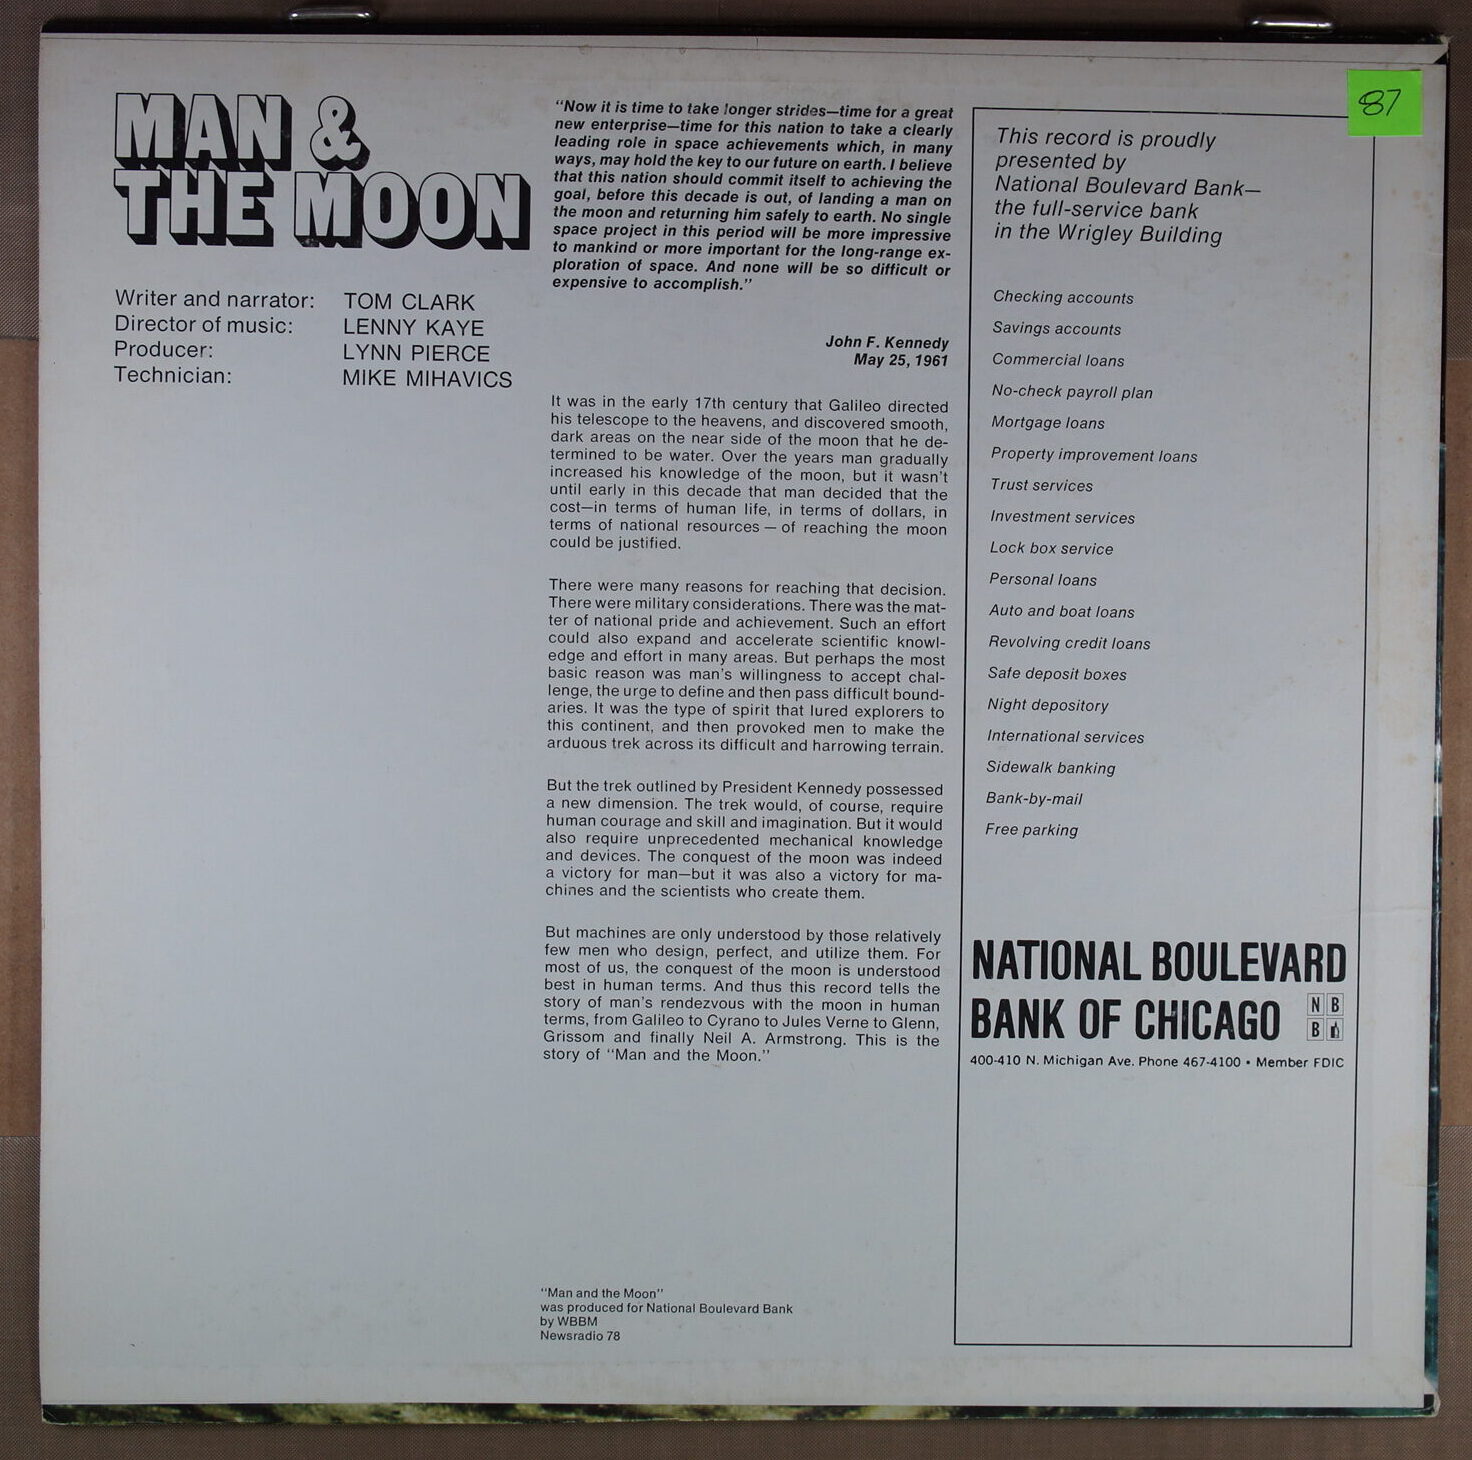 MAN &
THE MOON
Writer and narrator: TOM CLARK
Director of music: LENNY KAYE
Producer: LYNN PIERCE
Technician: MIKE MIHAVICS
"Now it is time to take longer strides—time for a great
new enterprise—time for this nation to take a clearly
leading role in space achievements which, in many
ways, may hold the key to our future on earth. I believe
that this nation should commit itself to achieving the
goal, before this decade is out, of landing a man on
the moon and returning him safely to earth. No single
space project in this period will be more impressive
to mankind or more important for the long-range ex-
ploration of space. And none will be so difficult or
expensive to accomplish."
John F. Kennedy
May 25, 1961
It was in the early 17th century that Galileo directed
his telescope to the heavens, and discovered smooth,
dark areas on the near side of the moon that he de-
termined to be water. Over the years man gradually
increased his knowledge of the moon, but it wasn't
until early in this decade that man decided that the
cost—in terms of human life, in terms of dollars, in
terms of national resources — of reaching the moon
could be justified.
There were many reasons for reaching that decision.
There were military considerations. There was the mat-
ter of national pride and achievement. Such an effort
could also expand and accelerate scientific knowl-
edge and effort in many areas. But perhaps the most
basic reason was man's willingness to accept chal-
lenge, the urge to define and then pass difficult bound-
aries. It was the type of spirit that lured explorers to
this continent, and then provoked men to make the
arduous trek across its difficult and harrowing terrain.
But the trek outlined by President Kennedy possessed
a new dimension. The trek would, of course, require
human courage and skill and imagination. But it would
also require unprecedented mechanical knowledge
and devices. The conquest of the moon was indeed
a victory for man—but it was also a victory for ma-
chines and the scientists who create them.
But machines are only understood by those relatively
few men who design, perfect, and utilize them. For
most of us, the conquest of the moon is understood
best in human terms. And thus this record tells the
story of man's rendezvous with the moon in human
terms, from Galileo to Cyrano to Jules Verne to Glenn,
Grissom and finally Neil A. Armstrong. This is the
story of "Man and the Moon."
"Man and the Moon"
was produced for National Boulevard Bank
by WBBM
Newsradio 78
87
This record is proudly
presented by
National Boulevard Bank—
the full-service bank
in the Wrigley Building
Checking accounts
Savings accounts
Commercial loans
No-check payroll plan
Mortgage loans
Property improvement loans
Trust services
Investment services
Lock box service
Personal loans
Auto and boat loans
Revolving credit loans
Safe deposit boxes
Night depository
International services
Sidewalk banking
Bank-by-mail
Free parking
NATIONAL BOULEVARD
BANK OF CHICAGO
N B
B
400-410 N. Michigan Ave. Phone 467-4100 • Member FDIC